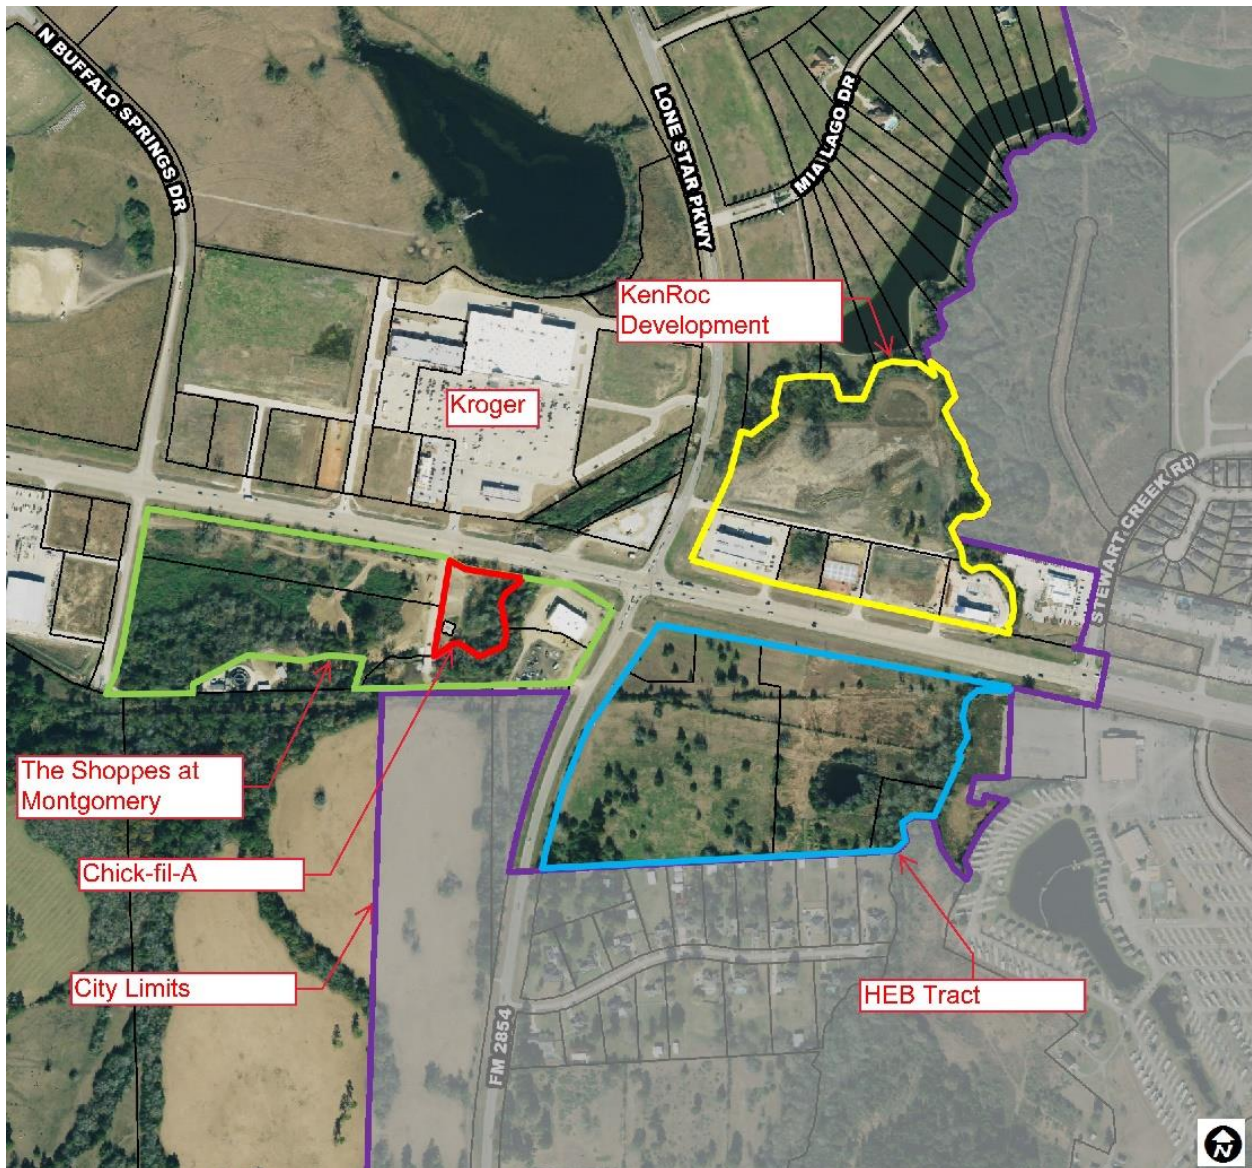 N BUFFALO SPRINGS DR
LONE STAR PKWY
MIA LAGO DR
KenRoc
Development
Kroger
STEWART CREEK RD
The Shoppes at
Montgomery
Chick-fil-A
City Limits
HEB Tract
FM 2854
N